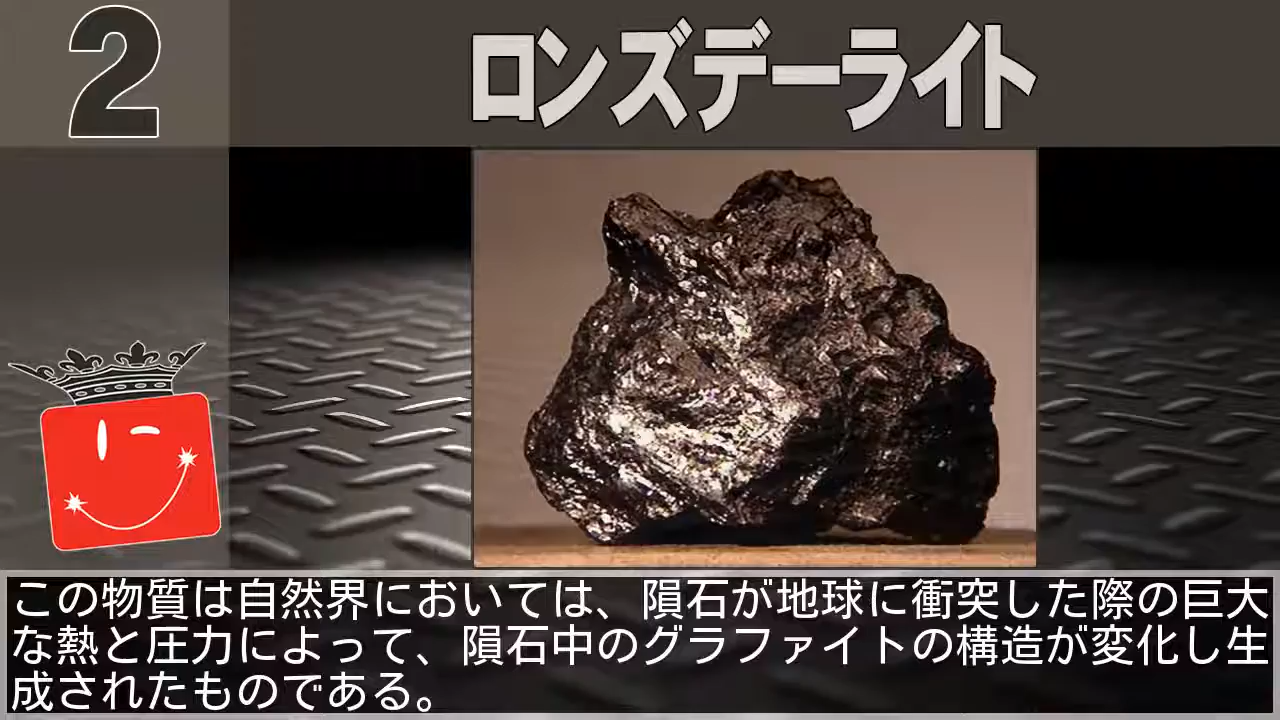 2
ロンズデーライト
この物質は自然界においては、隕石が地球に衝突した際の巨大
な熱と圧力によって、隕石中のグラファイトの構造が変化し生
成されたものである。